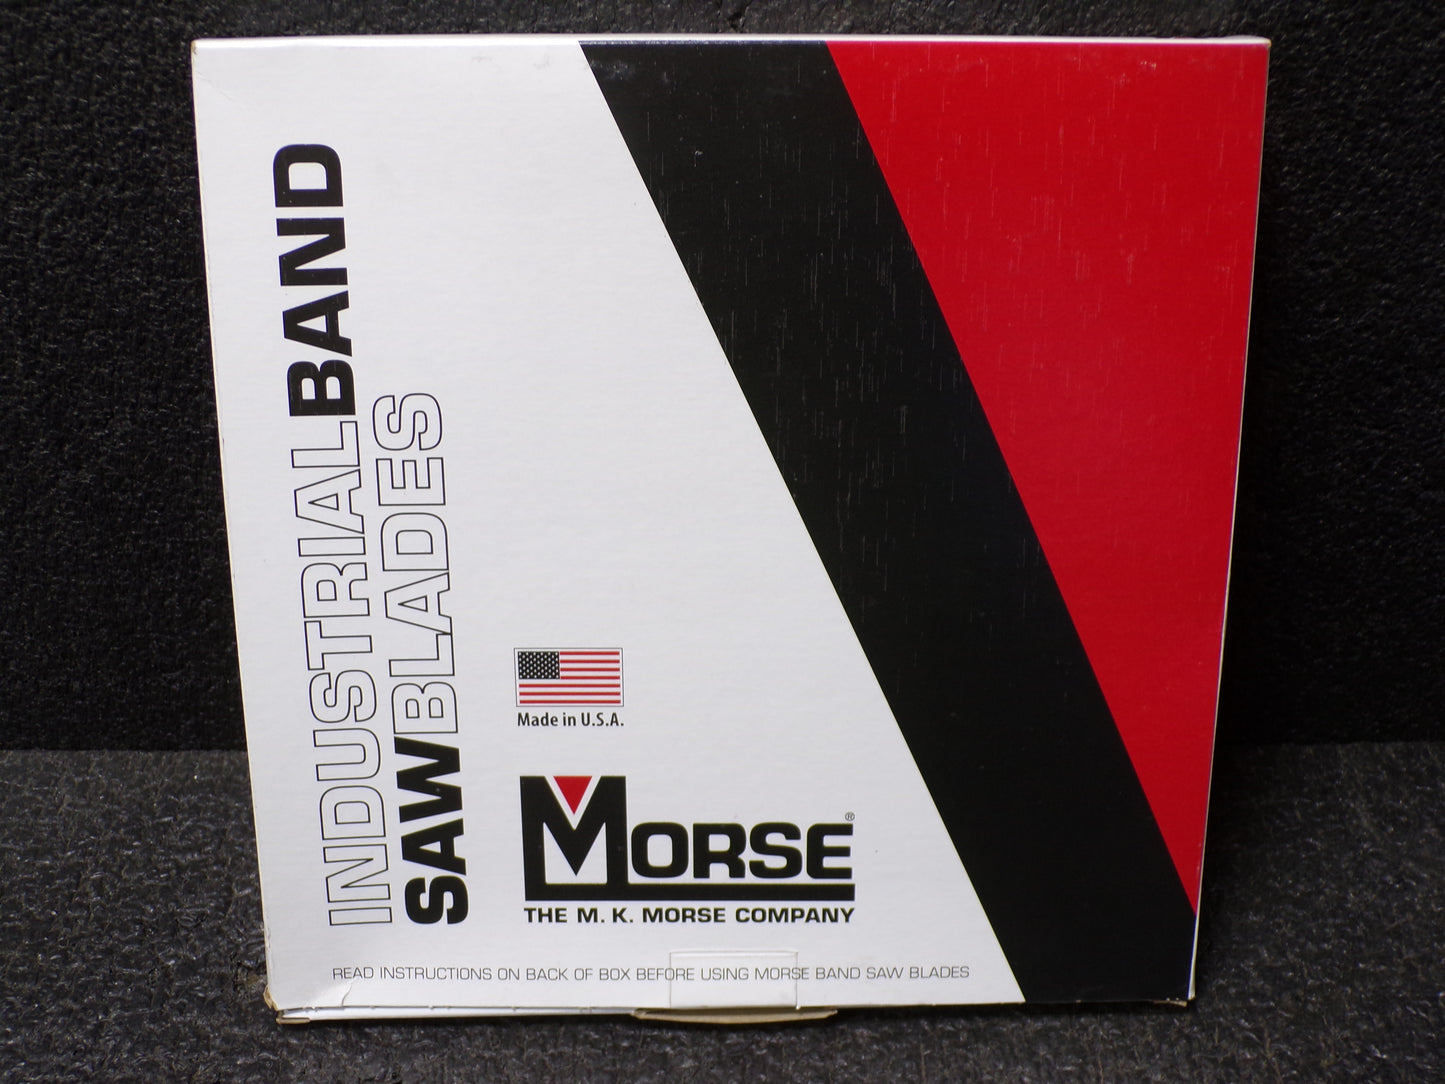 INDUSTRIALBAND
SAWBLADES
Made in U.S.A.
MORSE®
THE M. K. MORSE COMPANY
READ INSTRUCTIONS ON BACK OF BOX BEFORE USING MORSE BAND SAW BLADES